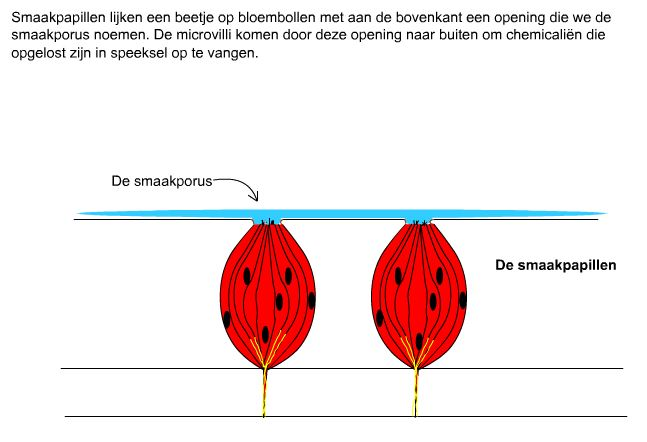 Smaakpapillen lijken een beetje op bloembollen met aan de bovenkant een opening die we de
smaakporus noemen. De microvilli komen door deze opening naar buiten om chemicaliën die
opgelost zijn in speeksel op te vangen.
De smaakporus
De smaakpapillen